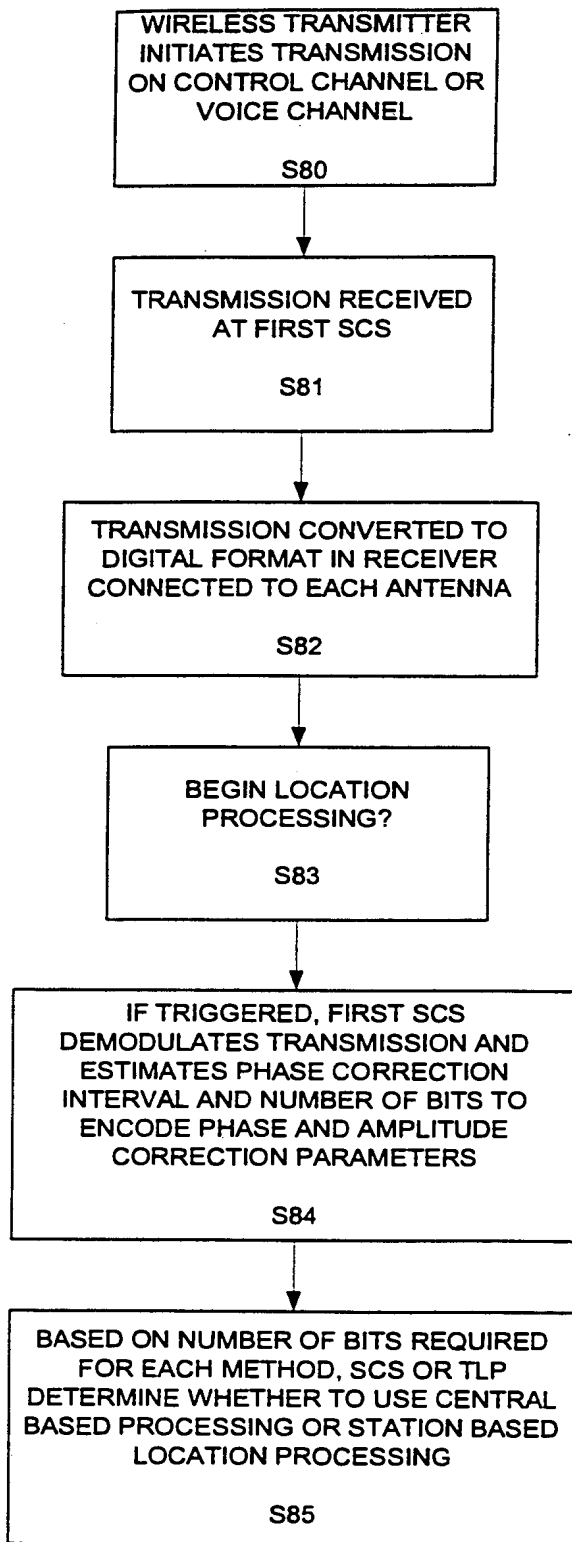 WIRELESS TRANSMITTER
INITIATES TRANSMISSION
ON CONTROL CHANNEL OR
VOICE CHANNEL
S80
TRANSMISSION RECEIVED
AT FIRST SCS
S81
TRANSMISSION CONVERTED TO
DIGITAL FORMAT IN RECEIVER
CONNECTED TO EACH ANTENNA
S82
BEGIN LOCATION
PROCESSING?
S83
IF TRIGGERED, FIRST SCS
DEMODULATES TRANSMISSION AND
ESTIMATES PHASE CORRECTION
INTERVAL AND NUMBER OF BITS TO
ENCODE PHASE AND AMPLITUDE
CORRECTION PARAMETERS
S84
BASED ON NUMBER OF BITS REQUIRED
FOR EACH METHOD, SCS OR TLP
DETERMINE WHETHER TO USE CENTRAL
BASED PROCESSING OR STATION BASED
LOCATION PROCESSING
S85